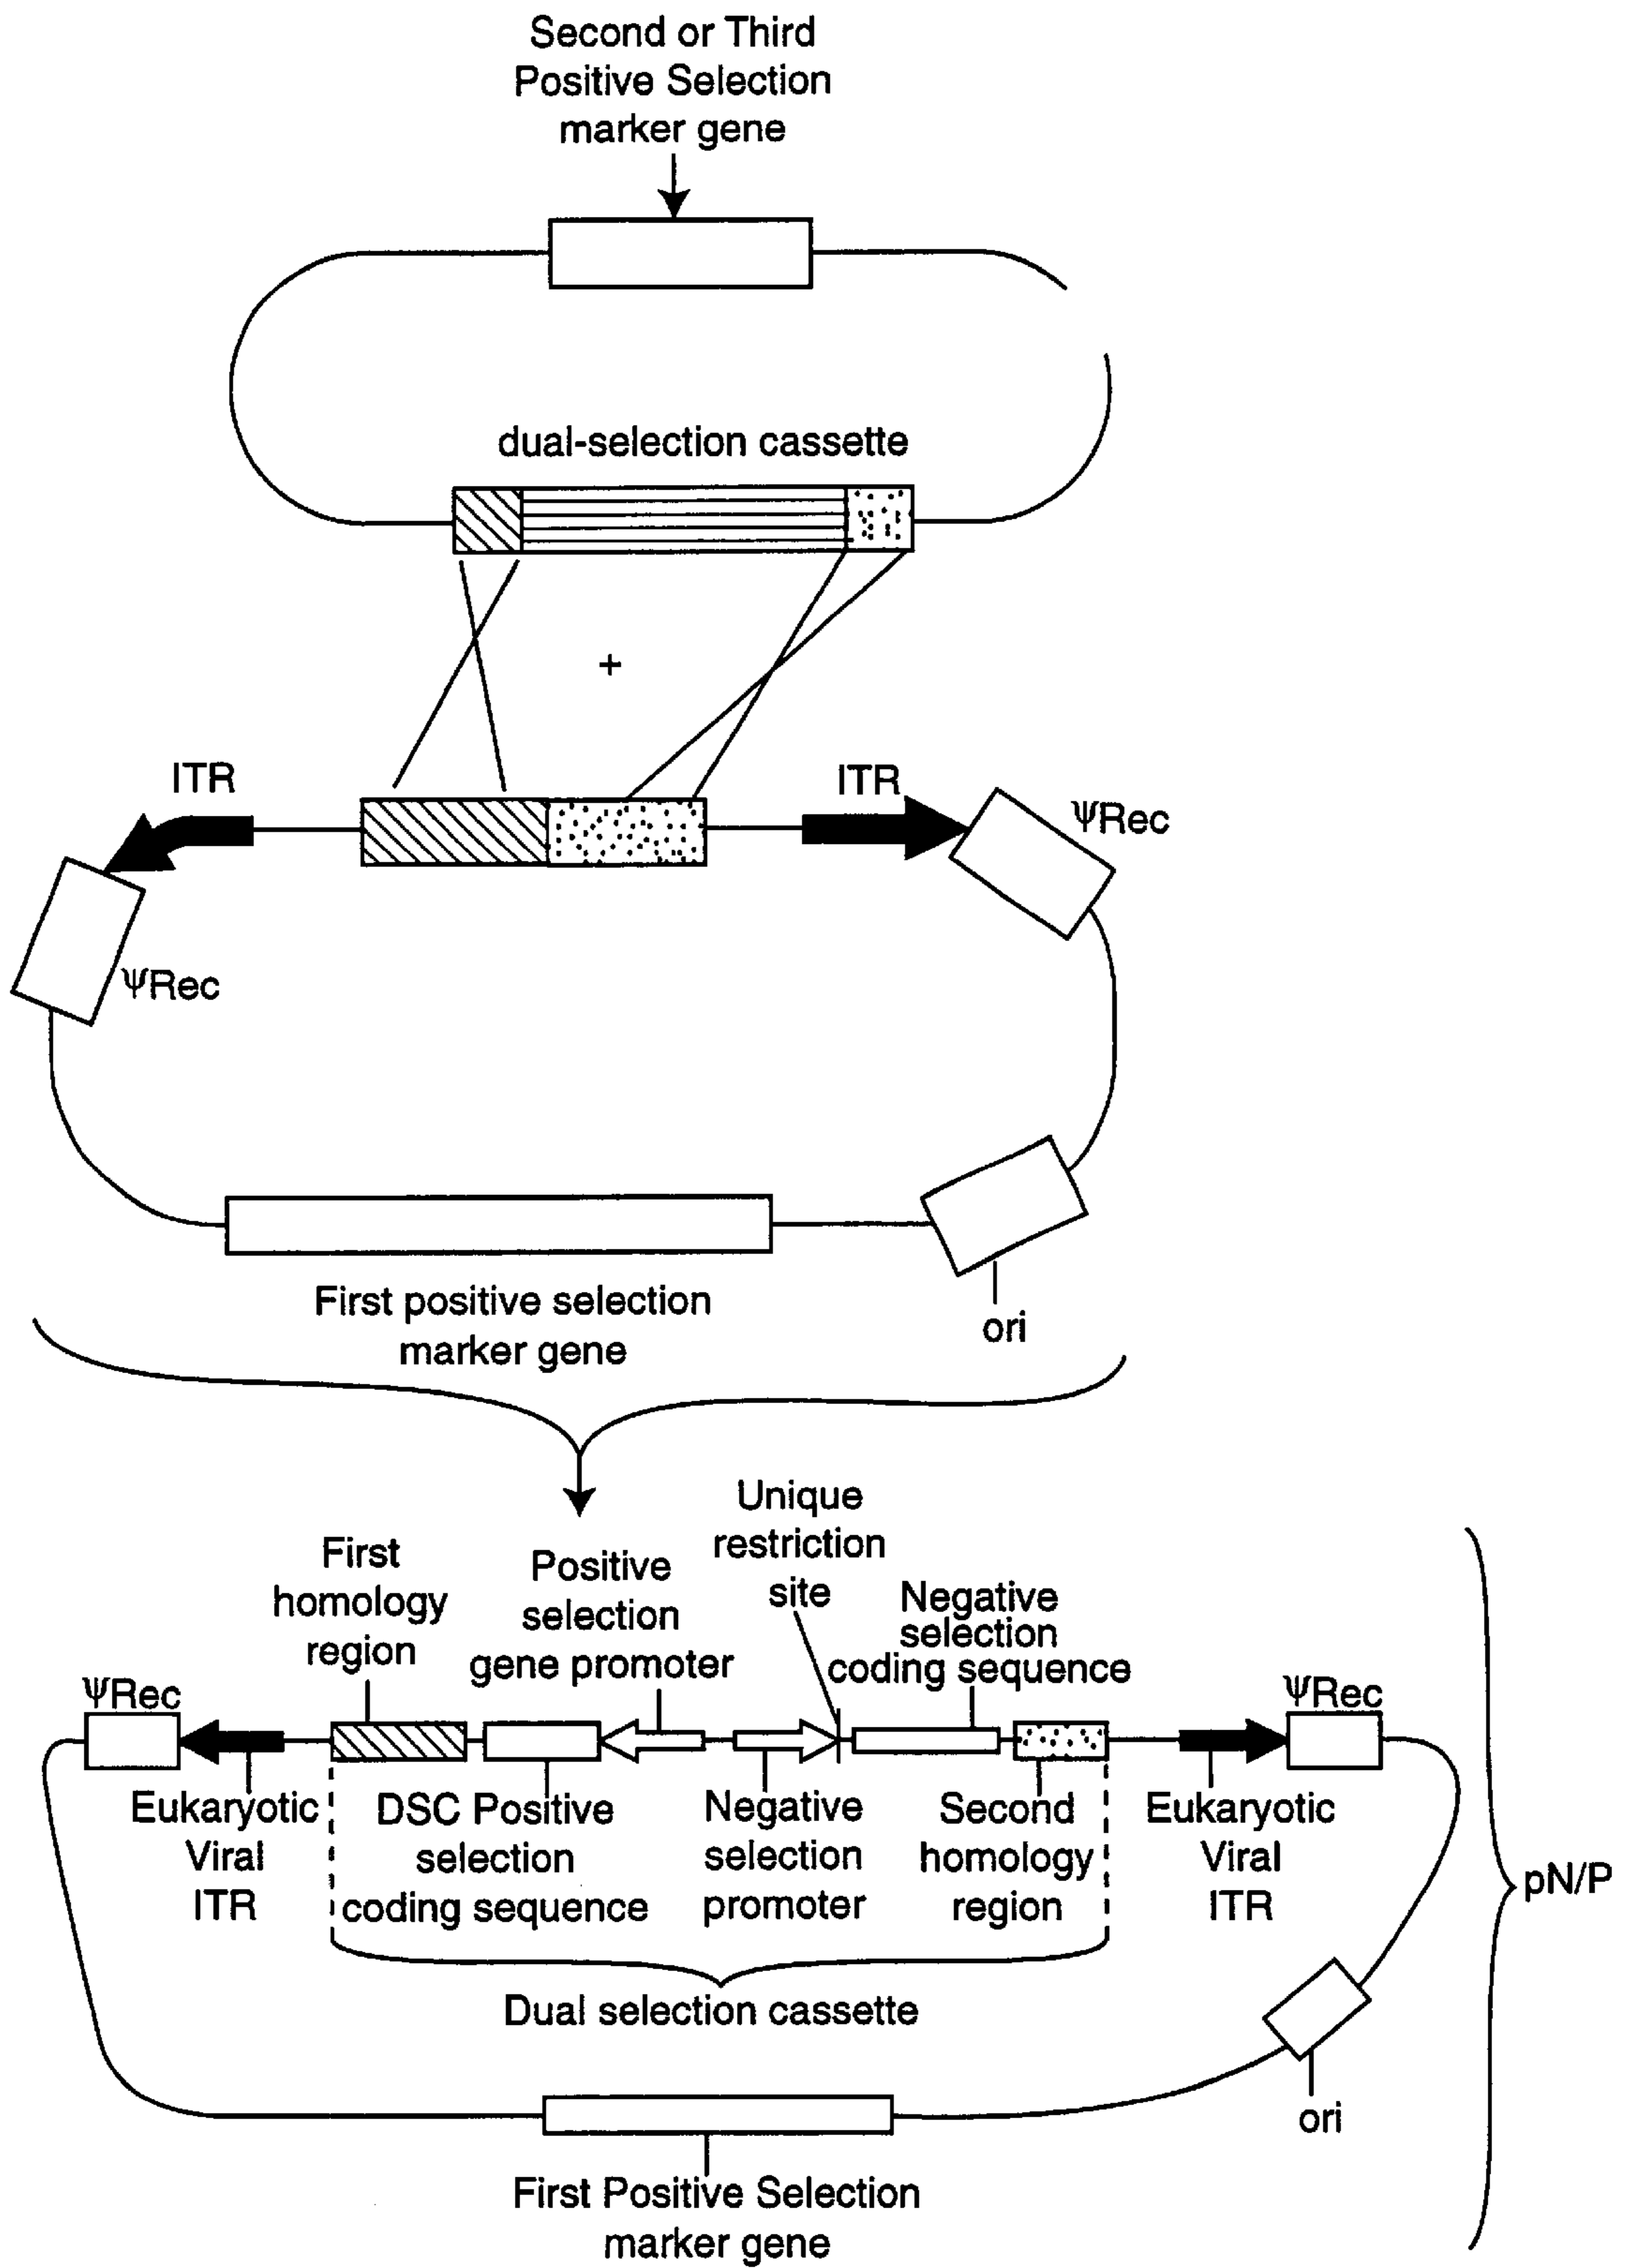 Second or Third
Positive Selection
marker gene
dual-selection cassette
+
ITR
ITR
ΨRec
ΨRec
First positive selection
marker gene
ori
Unique
restriction
site
First
homology
region
Positive
selection
gene promoter
Negative
selection
coding sequence
ΨRec
ΨRec
Eukaryotic
Viral
ITR
DSC Positive
selection
coding sequence
Negative
selection
promoter
Second
homology
region
Eukaryotic
Viral
ITR
pN/P
Dual selection cassette
ori
First Positive Selection
marker gene